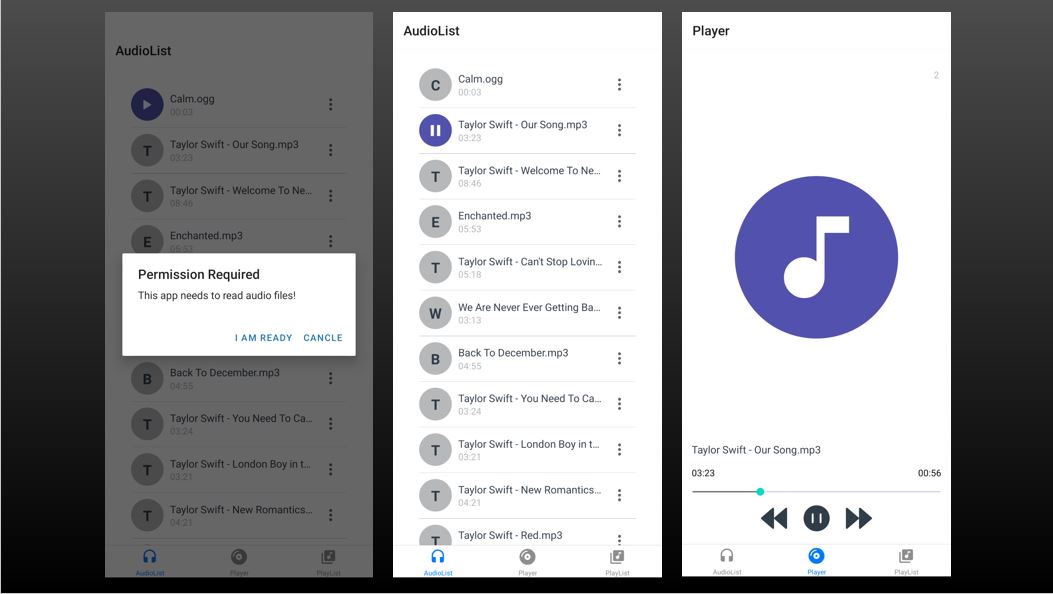 AudioList
Calm.ogg
00:03
T
Taylor Swift - Our Song.mp3
03:23
T
Taylor Swift - Welcome To Ne...
08:46
E
Enchanted.mp3
05:53
Permission Required
This app needs to read audio files!
I AM READY CANCLE
B
Back To December.mp3
04:55
T
Taylor Swift - You Need To Ca...
03:24
T
Taylor Swift - London Boy in t...
03:21
T
Taylor Swift - New Romantics...
04:21
AudioList Player PlayList
AudioList
C
Calm.ogg
00:03
Taylor Swift - Our Song.mp3
03:23
T
Taylor Swift - Welcome To Ne...
08:46
E
Enchanted.mp3
05:53
T
Taylor Swift - Can't Stop Lovin...
05:18
W
We Are Never Ever Getting Ba...
03:13
B
Back To December.mp3
04:55
T
Taylor Swift - You Need To Ca...
03:24
T
Taylor Swift - London Boy in t...
03:21
T
Taylor Swift - New Romantics...
04:21
T
Taylor Swift - Red.mp3
AudioList Player PlayList
Player
2
Taylor Swift - Our Song.mp3
03:23 00:56
AudioList Player PlayList